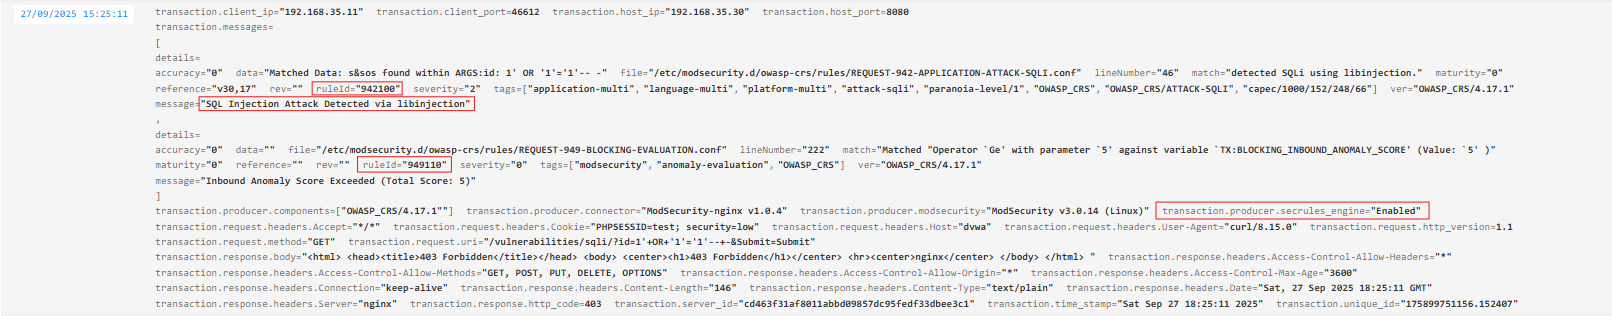 27/09/2025 15:25:11
transaction.client_ip="192.168.35.11" transaction.client_port=46612 transaction.host_ip="192.168.35.30" transaction.host_port=8080
transaction.messages=
[
details=
accuracy="0" data="Matched Data: s&sos found within ARGS:id: 1' OR '1'='1'-- -" file="/etc/modsecurity.d/owasp-crs/rules/REQUEST-942-APPLICATION-ATTACK-SQLI.conf" lineNumber="46" match="detected SQLi using libinjection." maturity="0"
reference="v30,17" rev="" ruleId="942100" severity="2" tags=["application-multi", "language-multi", "platform-multi", "attack-sqli", "paranoia-level/1", "OWASP_CRS", "OWASP_CRS/ATTACK-SQLI", "capec/1000/152/248/66"] ver="OWASP_CRS/4.17.1"
message="SQL Injection Attack Detected via libinjection"
,
details=
accuracy="0" data="" file="/etc/modsecurity.d/owasp-crs/rules/REQUEST-949-BLOCKING-EVALUATION.conf" lineNumber="222" match="Matched "Operator `Ge' with parameter `5' against variable `TX:BLOCKING_INBOUND_ANOMALY_SCORE' (Value: `5' )"
maturity="0" reference="" rev="" ruleId="949110" severity="0" tags=["modsecurity", "anomaly-evaluation", "OWASP_CRS"] ver="OWASP_CRS/4.17.1"
message="Inbound Anomaly Score Exceeded (Total Score: 5)"
]
transaction.producer.components=["OWASP_CRS/4.17.1""] transaction.producer.connector="ModSecurity-nginx v1.0.4" transaction.producer.modsecurity="ModSecurity v3.0.14 (Linux)" transaction.producer.secrules_engine="Enabled"
transaction.request.headers.Accept="*/*" transaction.request.headers.Cookie="PHPSESSID=test; security=low" transaction.request.headers.Host="dvwa" transaction.request.headers.User-Agent="curl/8.15.0" transaction.request.http_version=1.1
transaction.request.method="GET" transaction.request.uri="/vulnerabilities/sqli/?id=1'+OR+'1'='1'--+-&Submit=Submit"
transaction.response.body="<html> <head><title>403 Forbidden</title></head> <body> <center><h1>403 Forbidden</h1></center> <hr><center>nginx</center> </body> </html> " transaction.response.headers.Access-Control-Allow-Headers="*"
transaction.response.headers.Access-Control-Allow-Methods="GET, POST, PUT, DELETE, OPTIONS" transaction.response.headers.Access-Control-Allow-Origin="*" transaction.response.headers.Access-Control-Max-Age="3600"
transaction.response.headers.Connection="keep-alive" transaction.response.headers.Content-Length="146" transaction.response.headers.Content-Type="text/plain" transaction.response.headers.Date="Sat, 27 Sep 2025 18:25:11 GMT"
transaction.response.headers.Server="nginx" transaction.response.http_code=403 transaction.server_id="cd463f31af8011abbd09857dc95fedf33dbee3c1" transaction.time_stamp="Sat Sep 27 18:25:11 2025" transaction.unique_id="175899751156.152407"